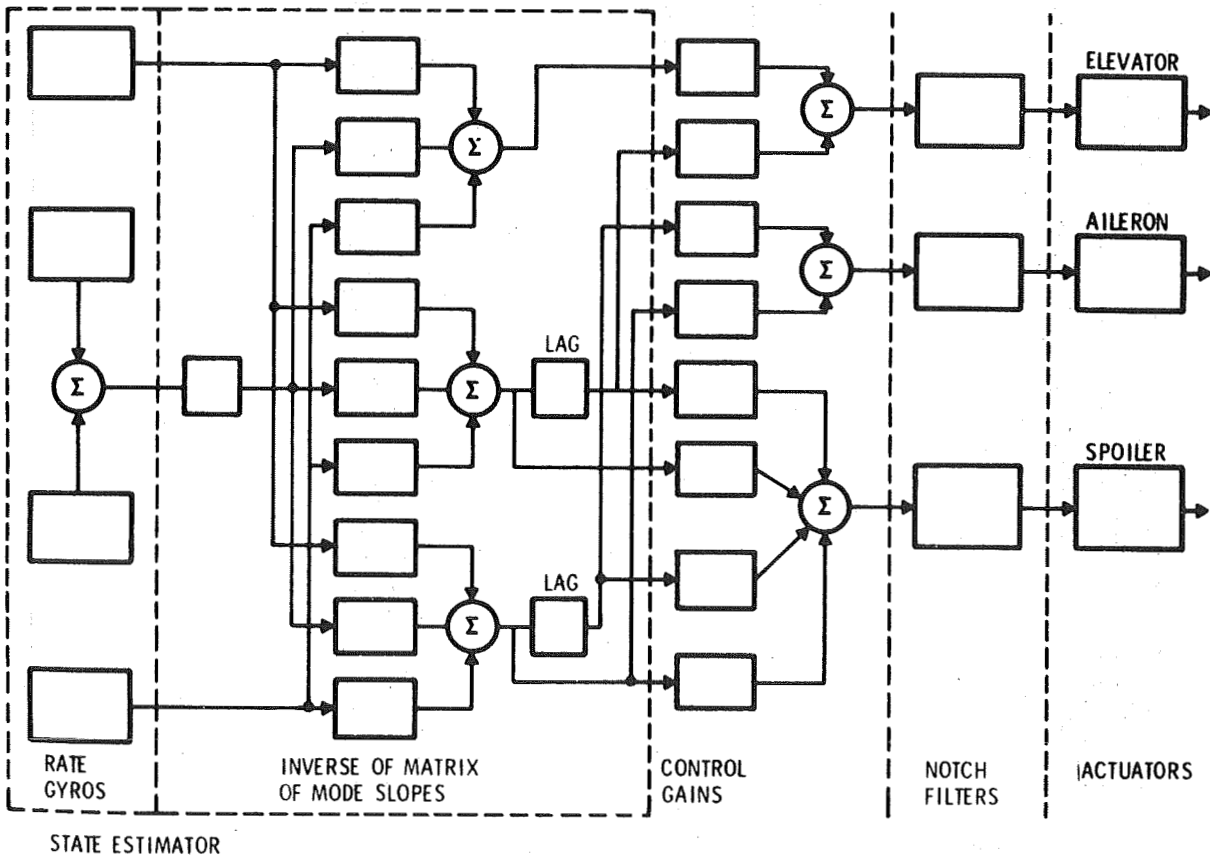 ELEVATOR
Σ
Σ
AILERON
Σ
LAG
Σ
Σ
SPOILER
Σ
LAG
Σ
RATE
GYROS
INVERSE OF MATRIX
OF MODE SLOPES
CONTROL
GAINS
NOTCH
FILTERS
ACTUATORS
STATE ESTIMATOR